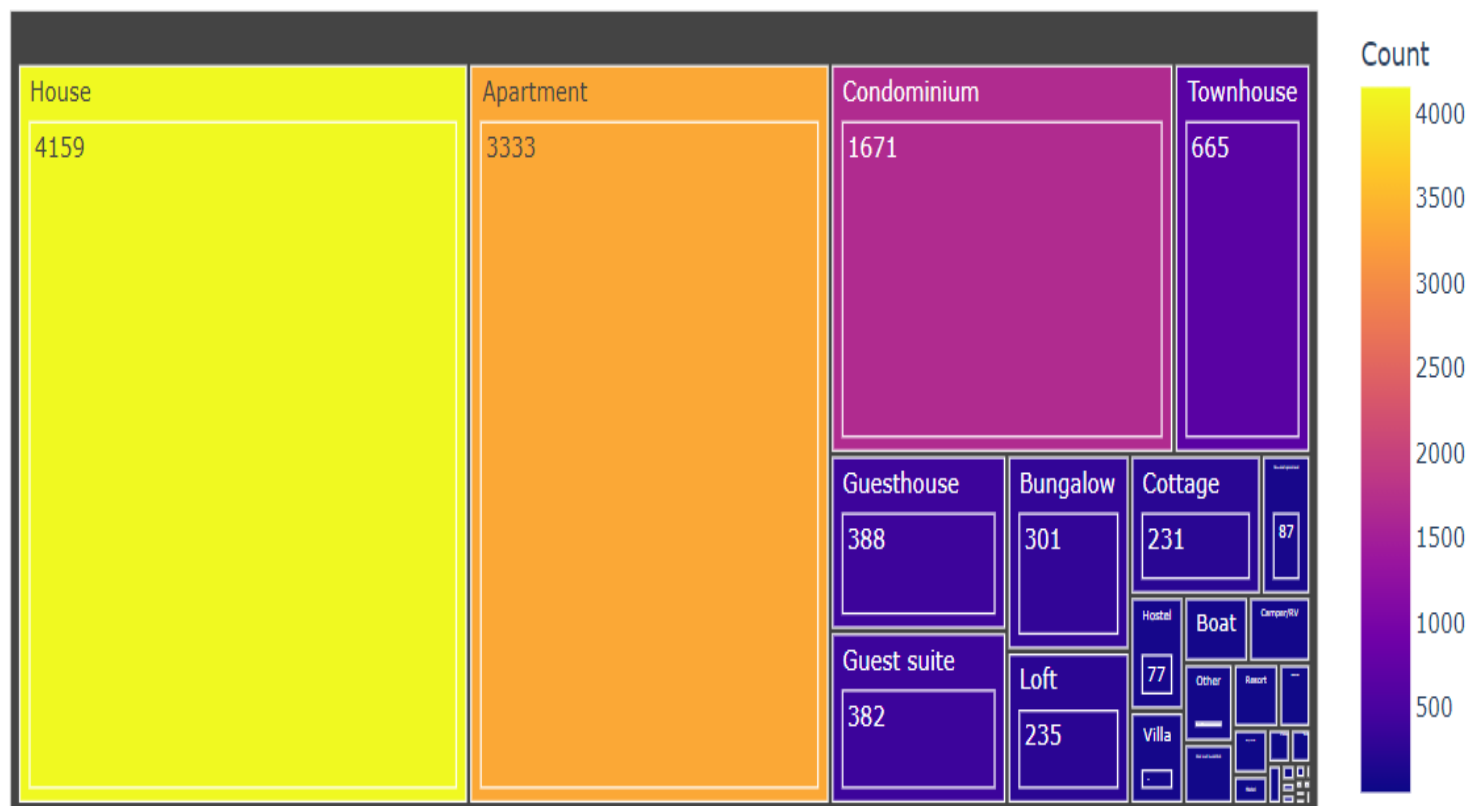 House
4159
Apartment
3333
Condominium
1671
Townhouse
665
Guesthouse
388
Guest suite
382
Bungalow
301
Loft
235
Cottage
231
87
Hostel
77
Villa
Boat
Camper/RV
Other
Resort
Count
4000
3500
3000
2500
2000
1500
1000
500